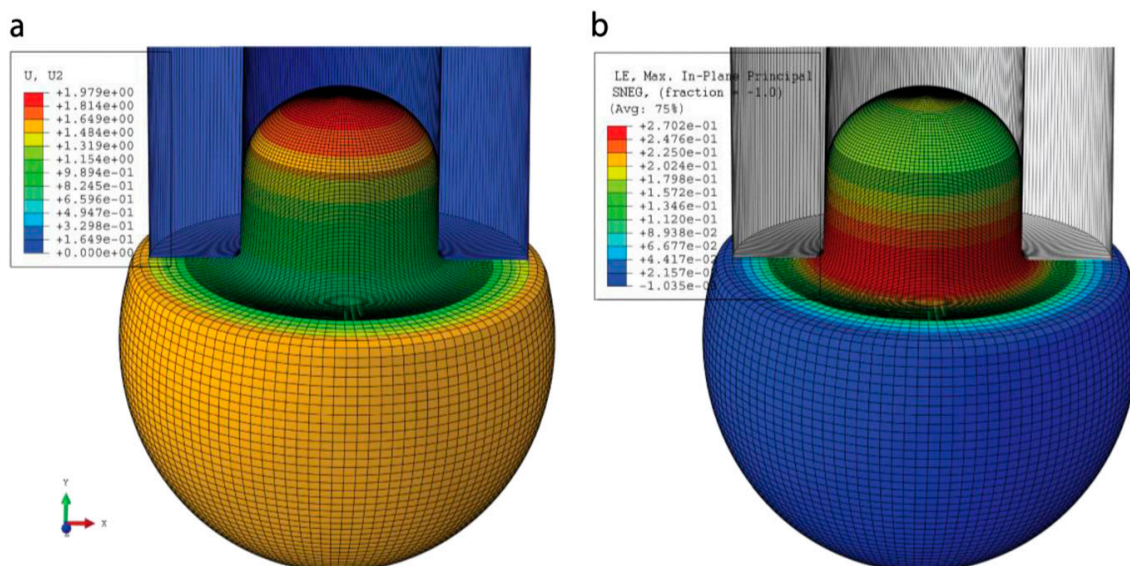 a
U, U2
+1.979e+00
+1.814e+00
+1.649e+00
+1.484e+00
+1.319e+00
+1.154e+00
+9.894e-01
+8.245e-01
+6.596e-01
+4.947e-01
+3.298e-01
+1.649e-01
+0.000e+00
Y
X
b
LE, Max. In-Plane Principal
SNEG, (fraction = -1.0)
(Avg: 75%)
+2.702e-01
+2.476e-01
+2.250e-01
+2.024e-01
+1.798e-01
+1.572e-01
+1.346e-01
+1.120e-01
+8.938e-02
+6.677e-02
+4.417e-02
+2.157e-0
-1.035e-0